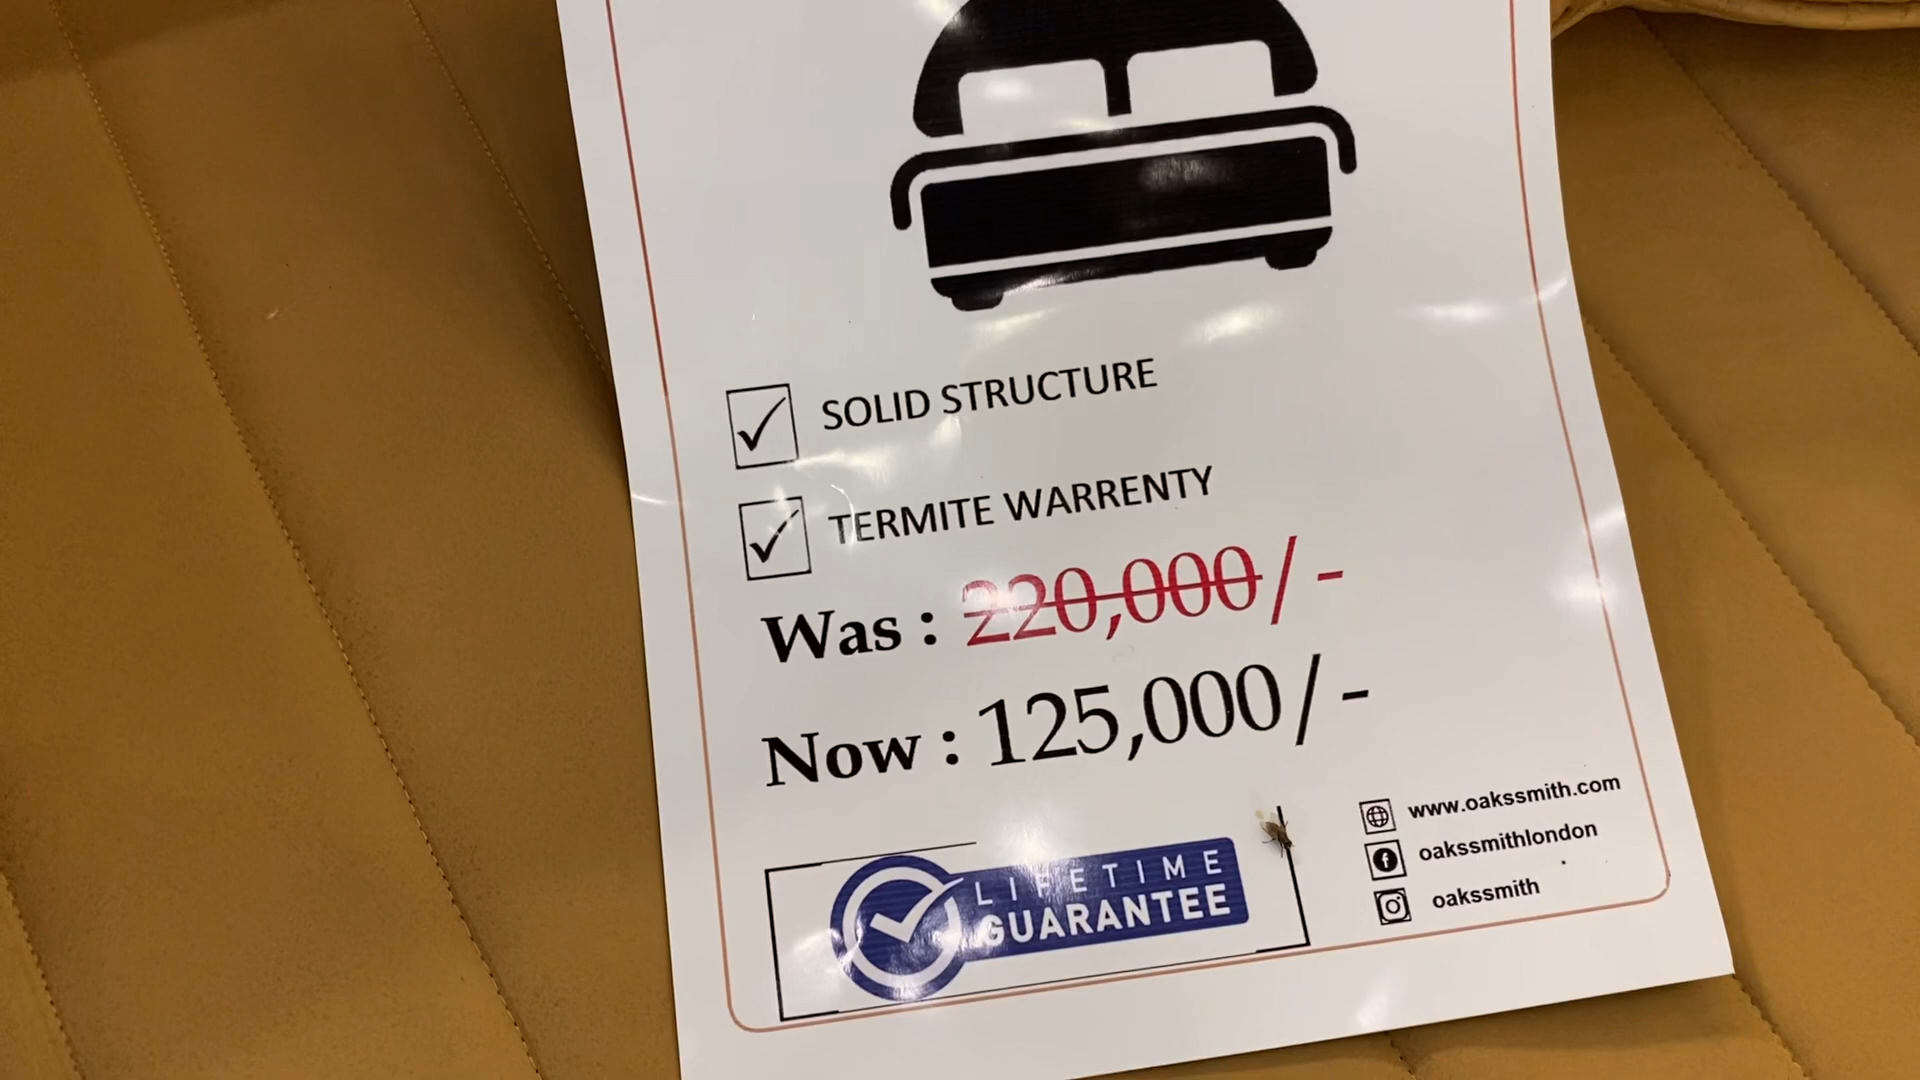 SOLID STRUCTURE
TERMITE WARRENTY
Was : 220,000/-
Now : 125,000/-
LIFETIME
GUARANTEE
www.oakssmith.com
oakssmithlondon
oakssmith